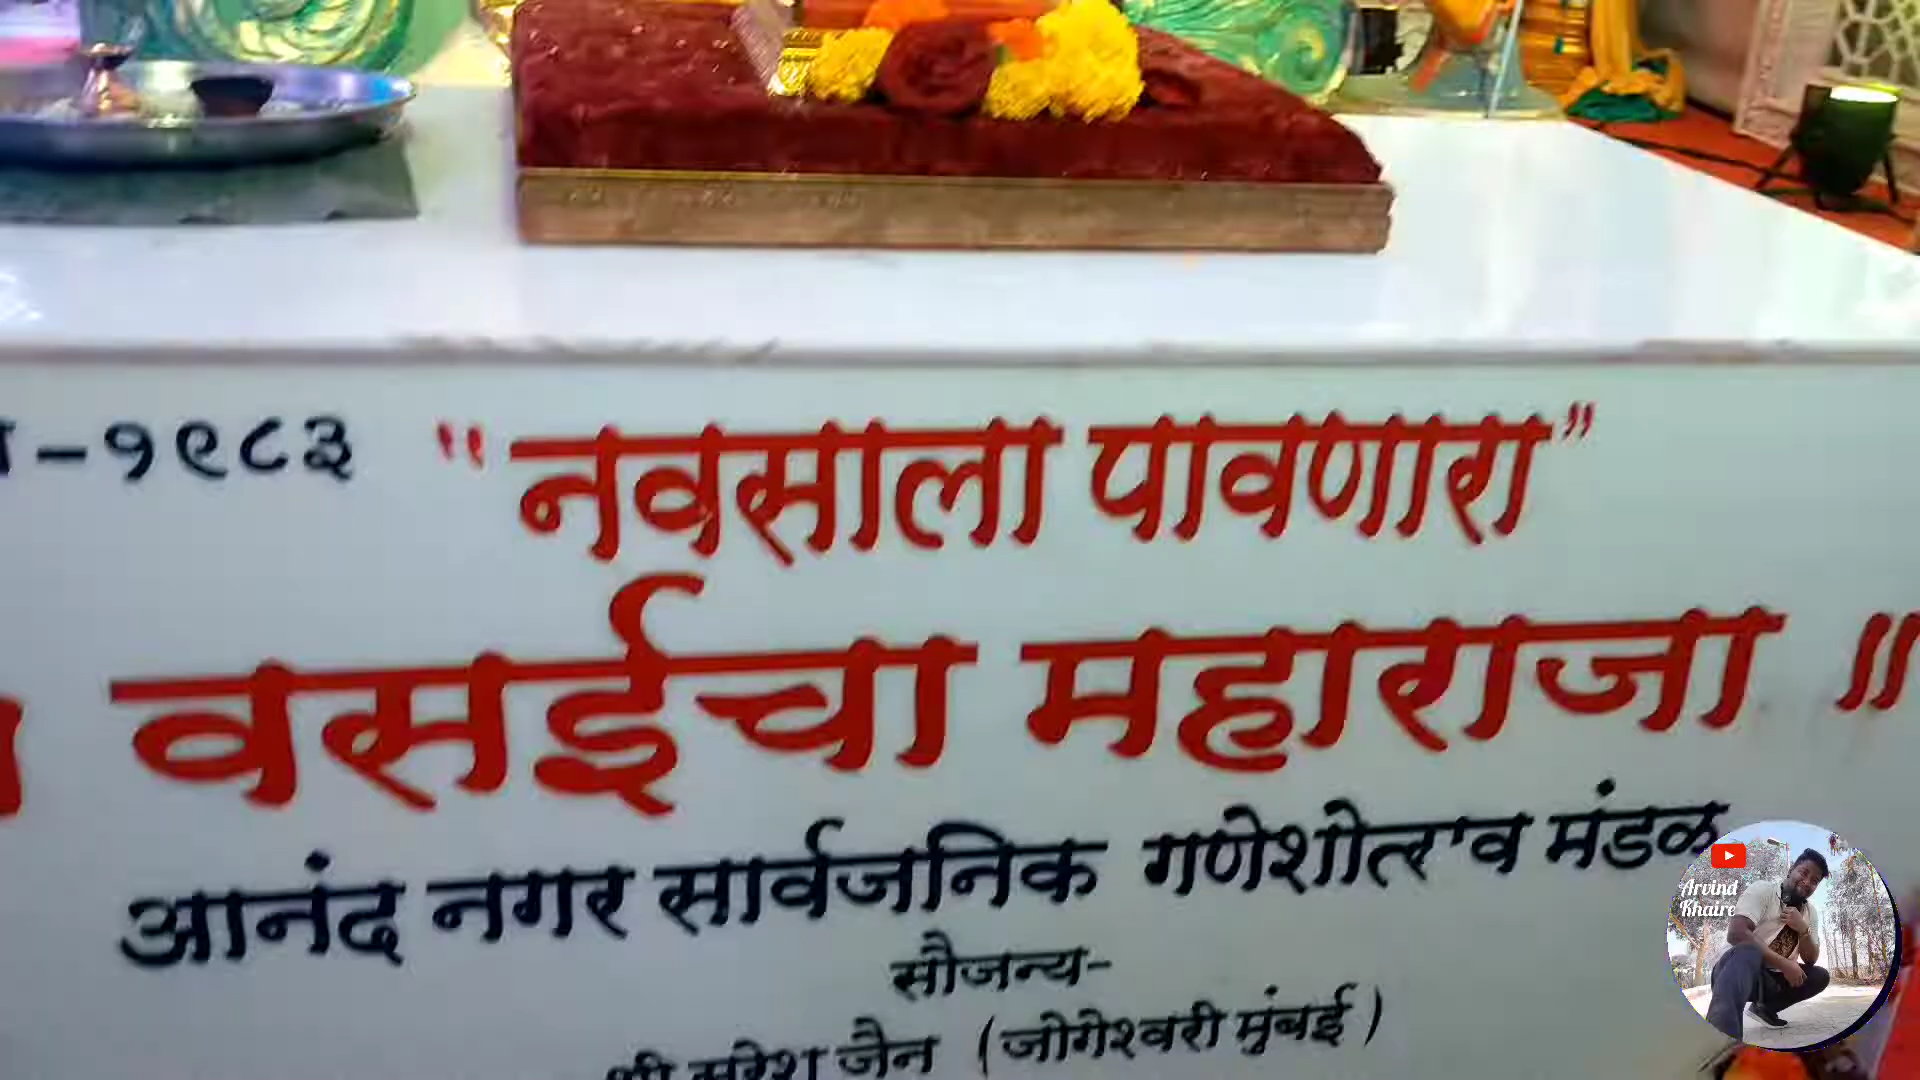 –१९८३ "नवसाला पावणारा"
वसईचा महाराजा ॥
आनंद नगर सार्वजनिक गणेशोत्सव मंडळ
सौजन्य-
श्री सुरेश जैन (जोगेश्वरी मुंबई)
Arvind
Khaire